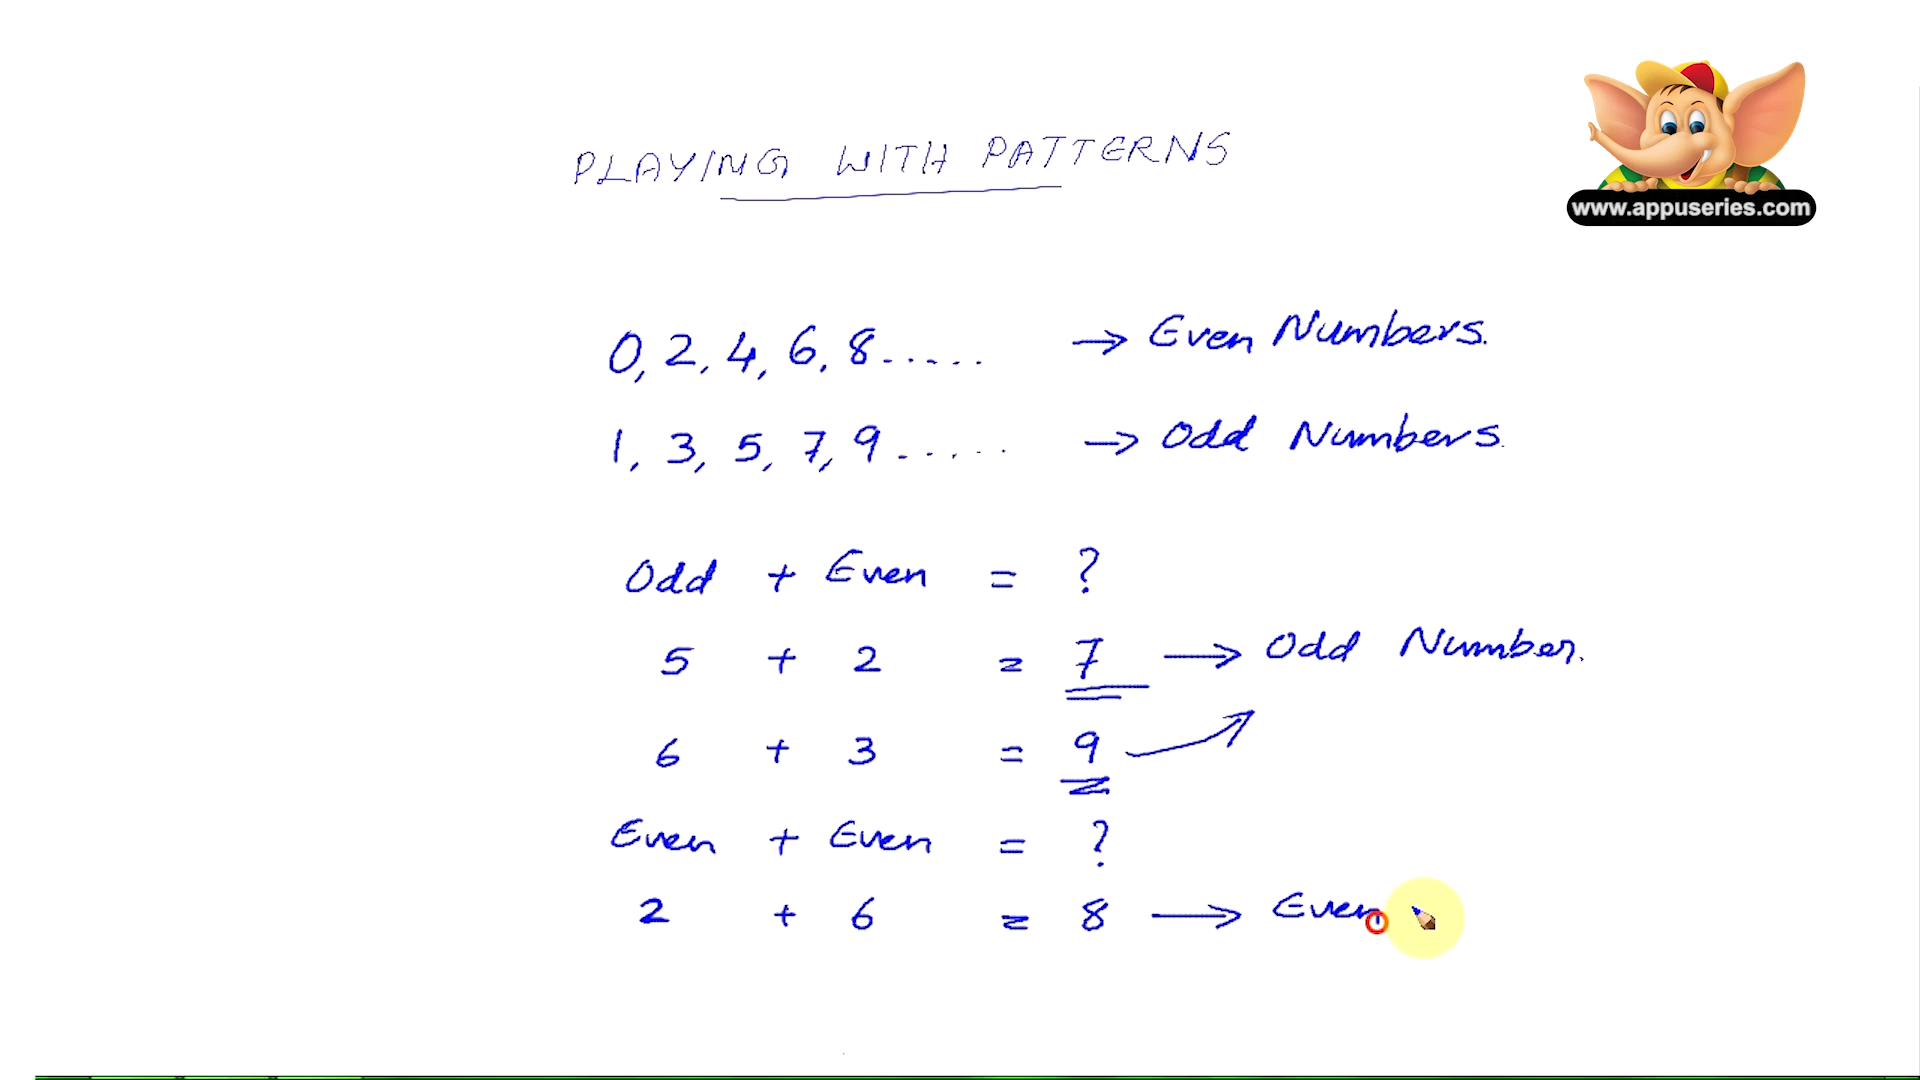 PLAYING WITH PATTERNS
www.appuseries.com
0, 2, 4, 6, 8..... → Even Numbers.
1, 3, 5, 7, 9..... → Odd Numbers.
Odd + Even = ?
5 + 2 = 7 → Odd Number.
6 + 3 = 9
Even + Even = ?
2 + 6 = 8 → Even